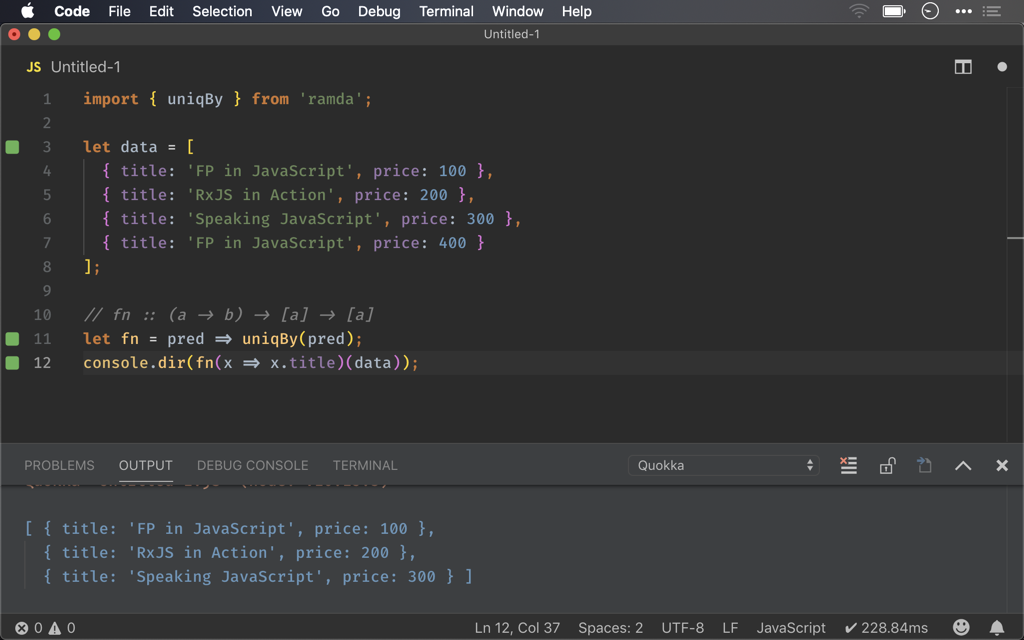 Code File Edit Selection View Go Debug Terminal Window Help
Untitled-1
JS Untitled-1
1 import { uniqBy } from 'ramda';
2
3 let data = [
4 { title: 'FP in JavaScript', price: 100 },
5 { title: 'RxJS in Action', price: 200 },
6 { title: 'Speaking JavaScript', price: 300 },
7 { title: 'FP in JavaScript', price: 400 }
8 ];
9
10 // fn :: (a → b) → [a] → [a]
11 let fn = pred ⇒ uniqBy(pred);
12 console.dir(fn(x ⇒ x.title)(data));
PROBLEMS OUTPUT DEBUG CONSOLE TERMINAL Quokka
[ { title: 'FP in JavaScript', price: 100 },
{ title: 'RxJS in Action', price: 200 },
{ title: 'Speaking JavaScript', price: 300 } ]
0 0 Ln 12, Col 37 Spaces: 2 UTF-8 LF JavaScript ✔ 228.84ms